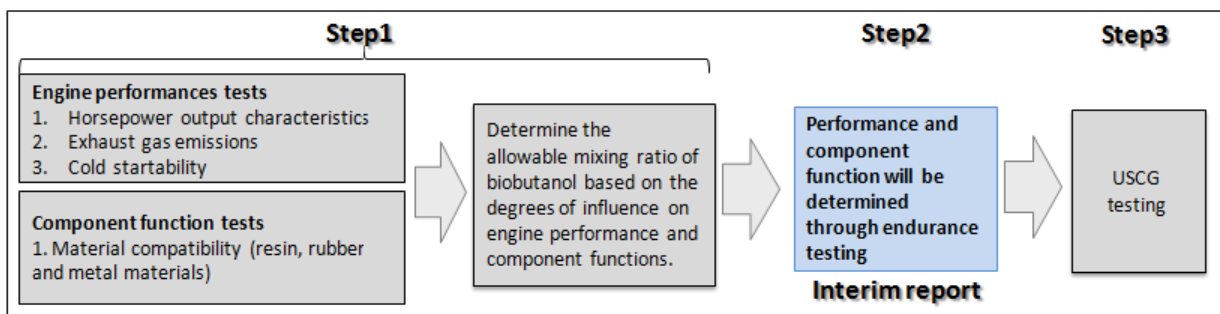 Step1
Engine performances tests
1. Horsepower output characteristics
2. Exhaust gas emissions
3. Cold startability
Component function tests
1. Material compatibility (resin, rubber
and metal materials)
Determine the
allowable mixing ratio of
biobutanol based on the
degrees of influence on
engine performance and
component functions.
Step2
Performance and
component
function will be
determined
through endurance
testing
Interim report
Step3
USCG
testing